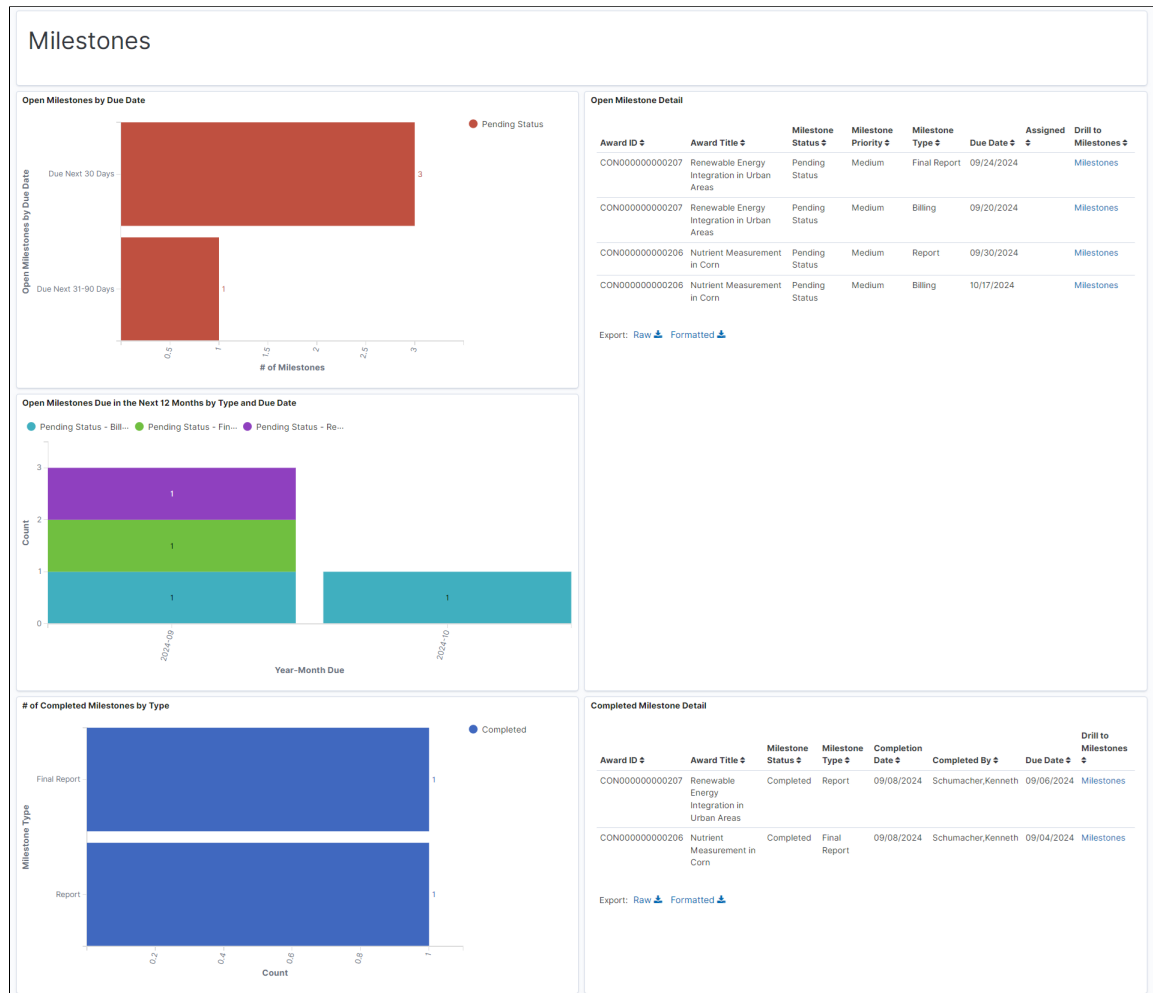 Milestones
Open Milestones by Due Date
Pending Status
Open Milestones by Due Date
Due Next 30 Days
3
Due Next 31-90 Days
1
0.5
1
1.5
2
2.5
3
# of Milestones
Open Milestone Detail
Award ID Award Title Milestone Status Milestone Priority Milestone Type Due Date Assigned Drill to Milestones
CON000000000207 Renewable Energy Pending Medium Final Report 09/24/2024 Milestones
Integration in Urban Status
Areas
CON000000000207 Renewable Energy Pending Medium Billing 09/20/2024 Milestones
Integration in Urban Status
Areas
CON000000000206 Nutrient Measurement Pending Medium Report 09/30/2024 Milestones
in Corn Status
CON000000000206 Nutrient Measurement Pending Medium Billing 10/17/2024 Milestones
in Corn Status
Export: Raw Formatted
Open Milestones Due in the Next 12 Months by Type and Due Date
Pending Status - Bill... Pending Status - Fin... Pending Status - Re...
Count
3
2
1
0
1
1
1
1
2024-09
2024-10
Year-Month Due
# of Completed Milestones by Type
Completed
Milestone Type
Final Report
1
Report
1
0.2
0.4
0.6
0.8
1
Count
Completed Milestone Detail
Award ID Award Title Milestone Status Milestone Type Completion Date Completed By Due Date Drill to Milestones
CON000000000207 Renewable Completed Report 09/08/2024 Schumacher,Kenneth 09/06/2024 Milestones
Energy
Integration in
Urban Areas
CON000000000206 Nutrient Completed Final 09/08/2024 Schumacher,Kenneth 09/04/2024 Milestones
Measurement in Report
Corn
Export: Raw Formatted